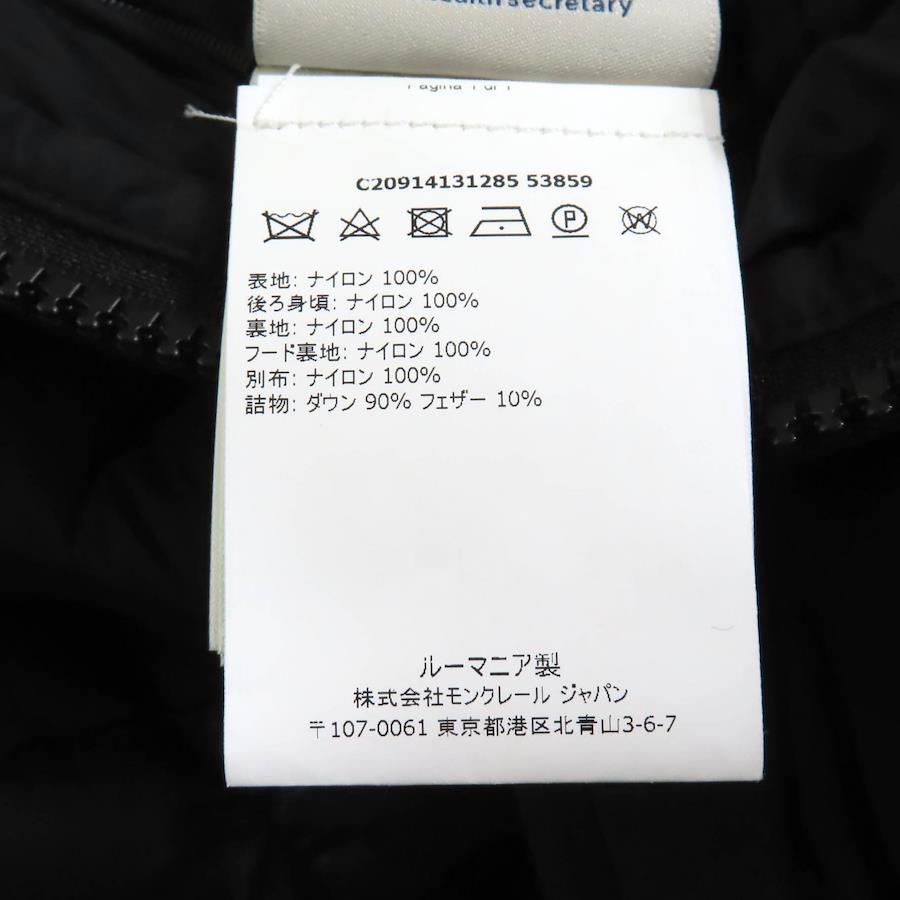 secretary
C20914131285 53859
P W
表地: ナイロン 100%
後ろ身頃: ナイロン 100%
裏地: ナイロン 100%
フード裏地: ナイロン 100%
別布: ナイロン 100%
詰物: ダウン 90% フェザー 10%
ルーマニア製
株式会社モンクレール ジャパン
〒107-0061 東京都港区北青山3-6-7